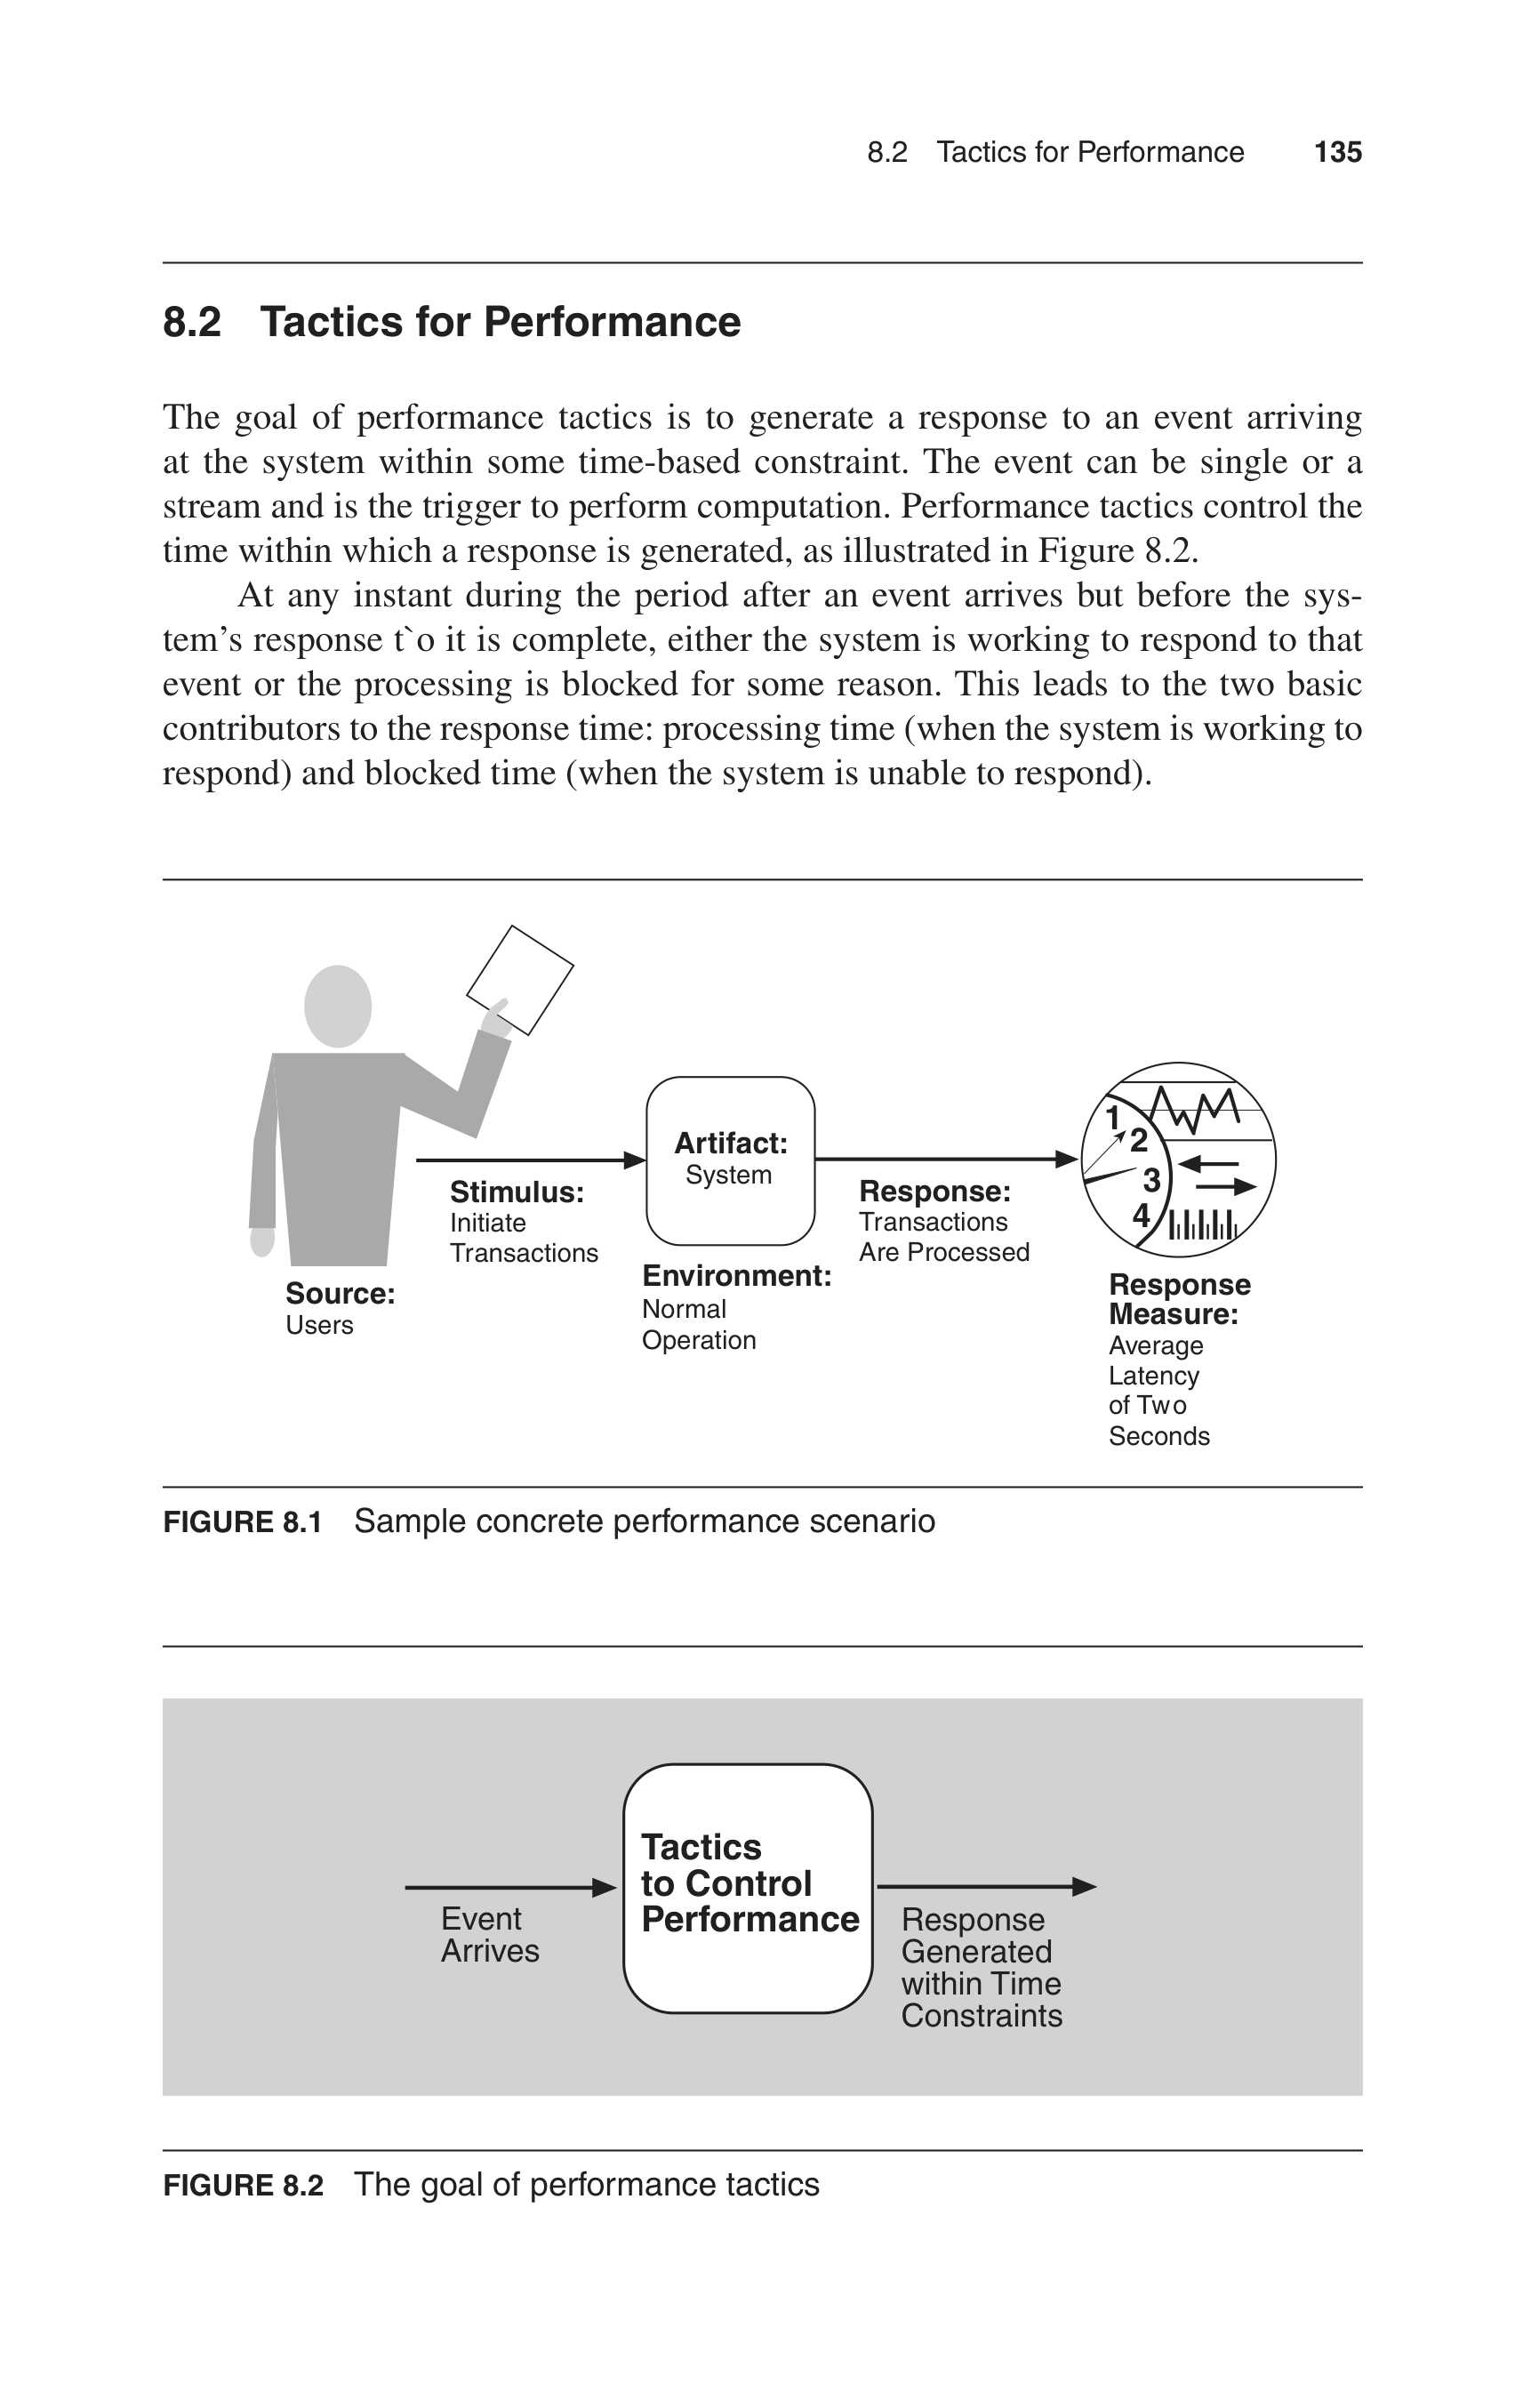 8.2 Tactics for Performance 135
8.2 Tactics for Performance
The goal of performance tactics is to generate a response to an event arriving
at the system within some time-based constraint. The event can be single or a
stream and is the trigger to perform computation. Performance tactics control the
time within which a response is generated, as illustrated in Figure 8.2.
At any instant during the period after an event arrives but before the sys-
tem’s response t`o it is complete, either the system is working to respond to that
event or the processing is blocked for some reason. This leads to the two basic
contributors to the response time: processing time (when the system is working to
respond) and blocked time (when the system is unable to respond).
Source:
Users
Stimulus:
Initiate
Transactions
Artifact:
System
Environment:
Normal
Operation
Response:
Transactions
Are Processed
1
2
3
4
Response
Measure:
Average
Latency
of Two
Seconds
FIGURE 8.1 Sample concrete performance scenario
Event
Arrives
Tactics
to Control
Performance
Response
Generated
within Time
Constraints
FIGURE 8.2 The goal of performance tactics